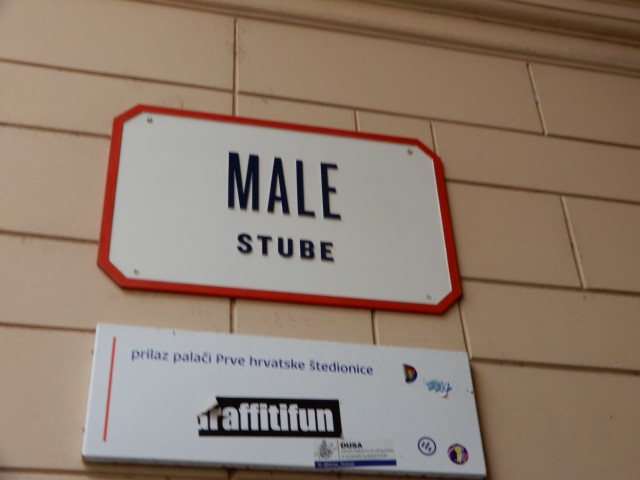 MALE
STUBE
prilaz palači Prve hrvatske štedionice
graffitifun
DUSA